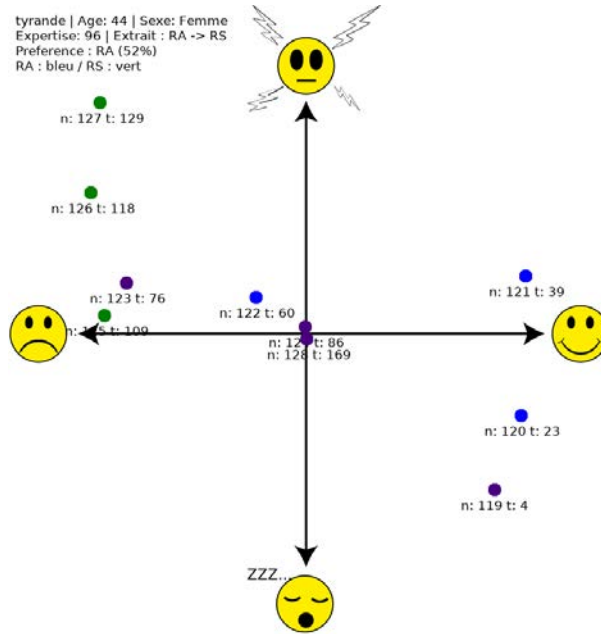 tyrande | Age: 44 | Sexe: Femme
Expertise: 96 | Extrait : RA -> RS
Preference : RA (52%)
RA : bleu / RS : vert
n: 127 t: 129
n: 126 t: 118
n: 123 t: 76
n: 122 t: 60
n: 121 t: 39
t: 109
t: 86
n: 128 t: 169
n: 120 t: 23
n: 119 t: 4
ZZZ...